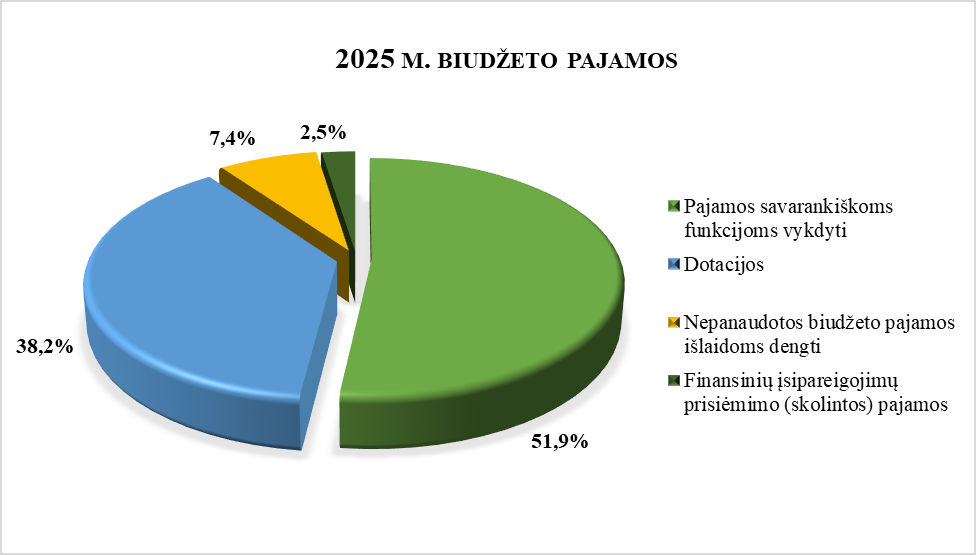 2025 M. BIUDŽETO PAJAMOS
7,4%
2,5%
38,2%
51,9%
Pajamos savarankiškoms
funkcijoms vykdyti
Dotacijos
Nepanaudotos biudžeto pajamos
išlaidoms dengti
Finansinių įsipareigojimų
prisiėmimo (skolintos) pajamos